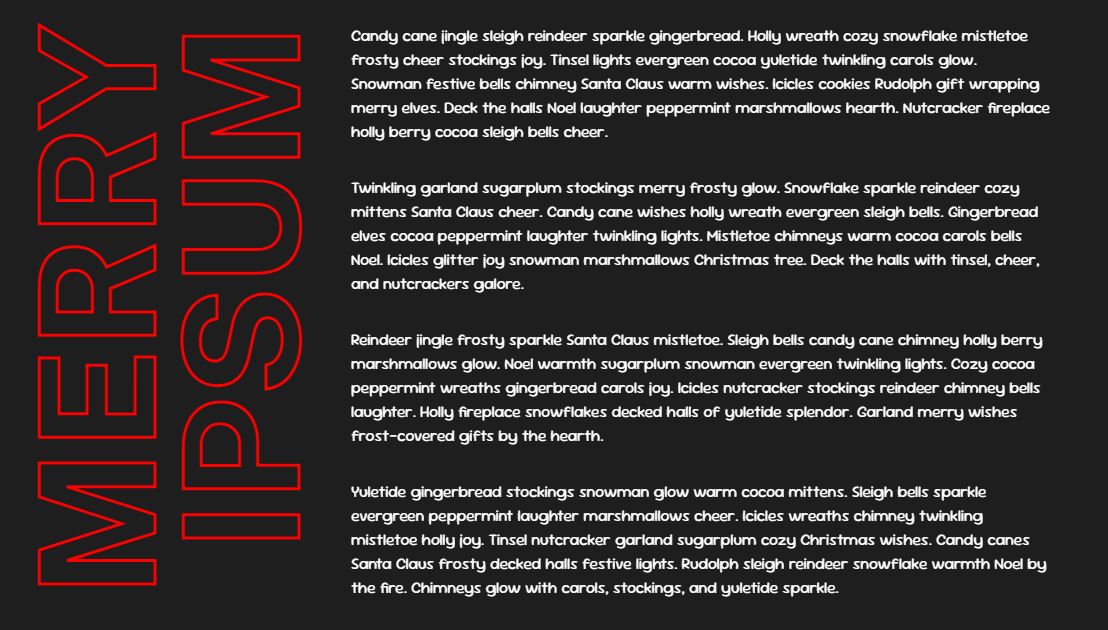 MERRY
IPSUM
Candy cane jingle sleigh reindeer sparkle gingerbread. Holly wreath cozy snowflake mistletoe
frosty cheer stockings joy. Tinsel lights evergreen cocoa yuletide twinkling carols glow.
Snowman festive bells chimney Santa Claus warm wishes. Icicles cookies Rudolph gift wrapping
merry elves. Deck the halls Noel laughter peppermint marshmallows hearth. Nutcracker fireplace
holly berry cocoa sleigh bells cheer.
Twinkling garland sugarplum stockings merry frosty glow. Snowflake sparkle reindeer cozy
mittens Santa Claus cheer. Candy cane wishes holly wreath evergreen sleigh bells. Gingerbread
elves cocoa peppermint laughter twinkling lights. Mistletoe chimneys warm cocoa carols bells
Noel. Icicles glitter joy snowman marshmallows Christmas tree. Deck the halls with tinsel, cheer,
and nutcrackers galore.
Reindeer jingle frosty sparkle Santa Claus mistletoe. Sleigh bells candy cane chimney holly berry
marshmallows glow. Noel warmth sugarplum snowman evergreen twinkling lights. Cozy cocoa
peppermint wreaths gingerbread carols joy. Icicles nutcracker stockings reindeer chimney bells
laughter. Holly fireplace snowflakes decked halls of yuletide splendor. Garland merry wishes
frost-covered gifts by the hearth.
Yuletide gingerbread stockings snowman glow warm cocoa mittens. Sleigh bells sparkle
evergreen peppermint laughter marshmallows cheer. Icicles wreaths chimney twinkling
mistletoe holly joy. Tinsel nutcracker garland sugarplum cozy Christmas wishes. Candy canes
Santa Claus frosty decked halls festive lights. Rudolph sleigh reindeer snowflake warmth Noel by
the fire. Chimneys glow with carols, stockings, and yuletide sparkle.